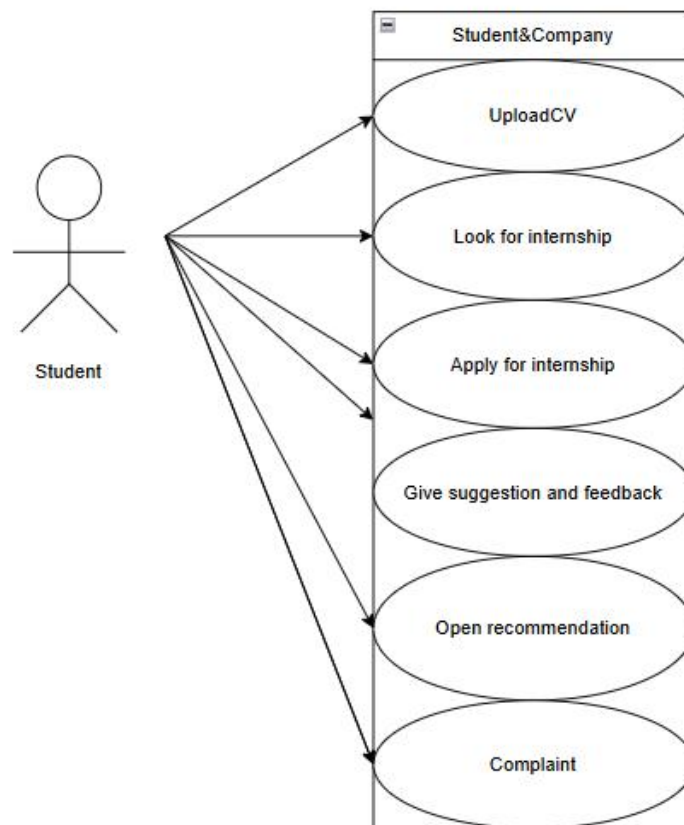 Student&Company
UploadCV
Look for internship
Apply for internship
Student
Give suggestion and feedback
Open recommendation
Complaint